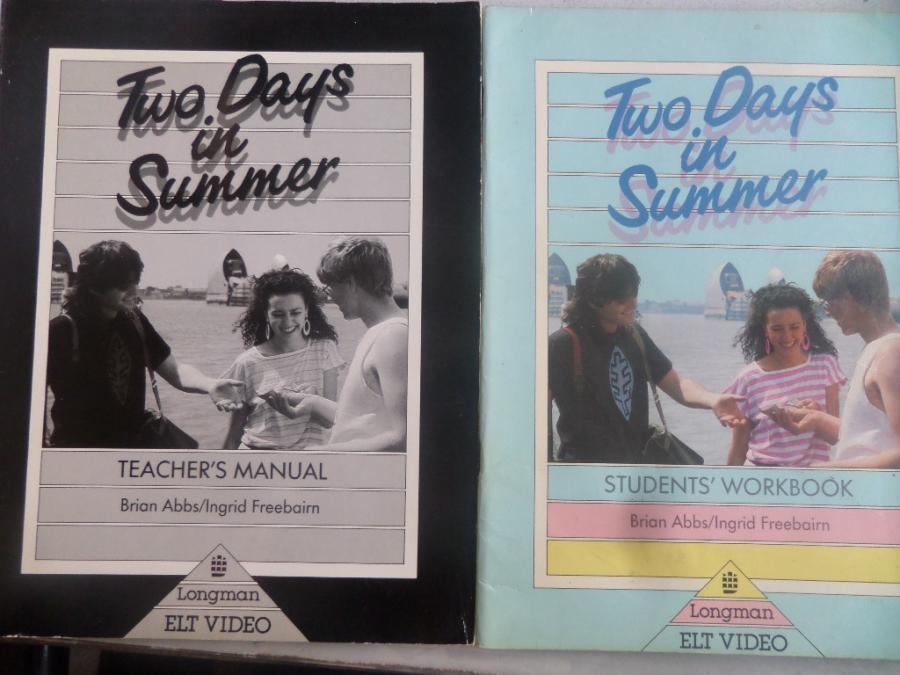 Two Days
in
Summer
TEACHER'S MANUAL
Brian Abbs/Ingrid Freebairn
Longman
ELT VIDEO
Two Days
in
Summer
STUDENTS' WORKBOOK
Brian Abbs/Ingrid Freebairn
Longman
ELT VIDEO